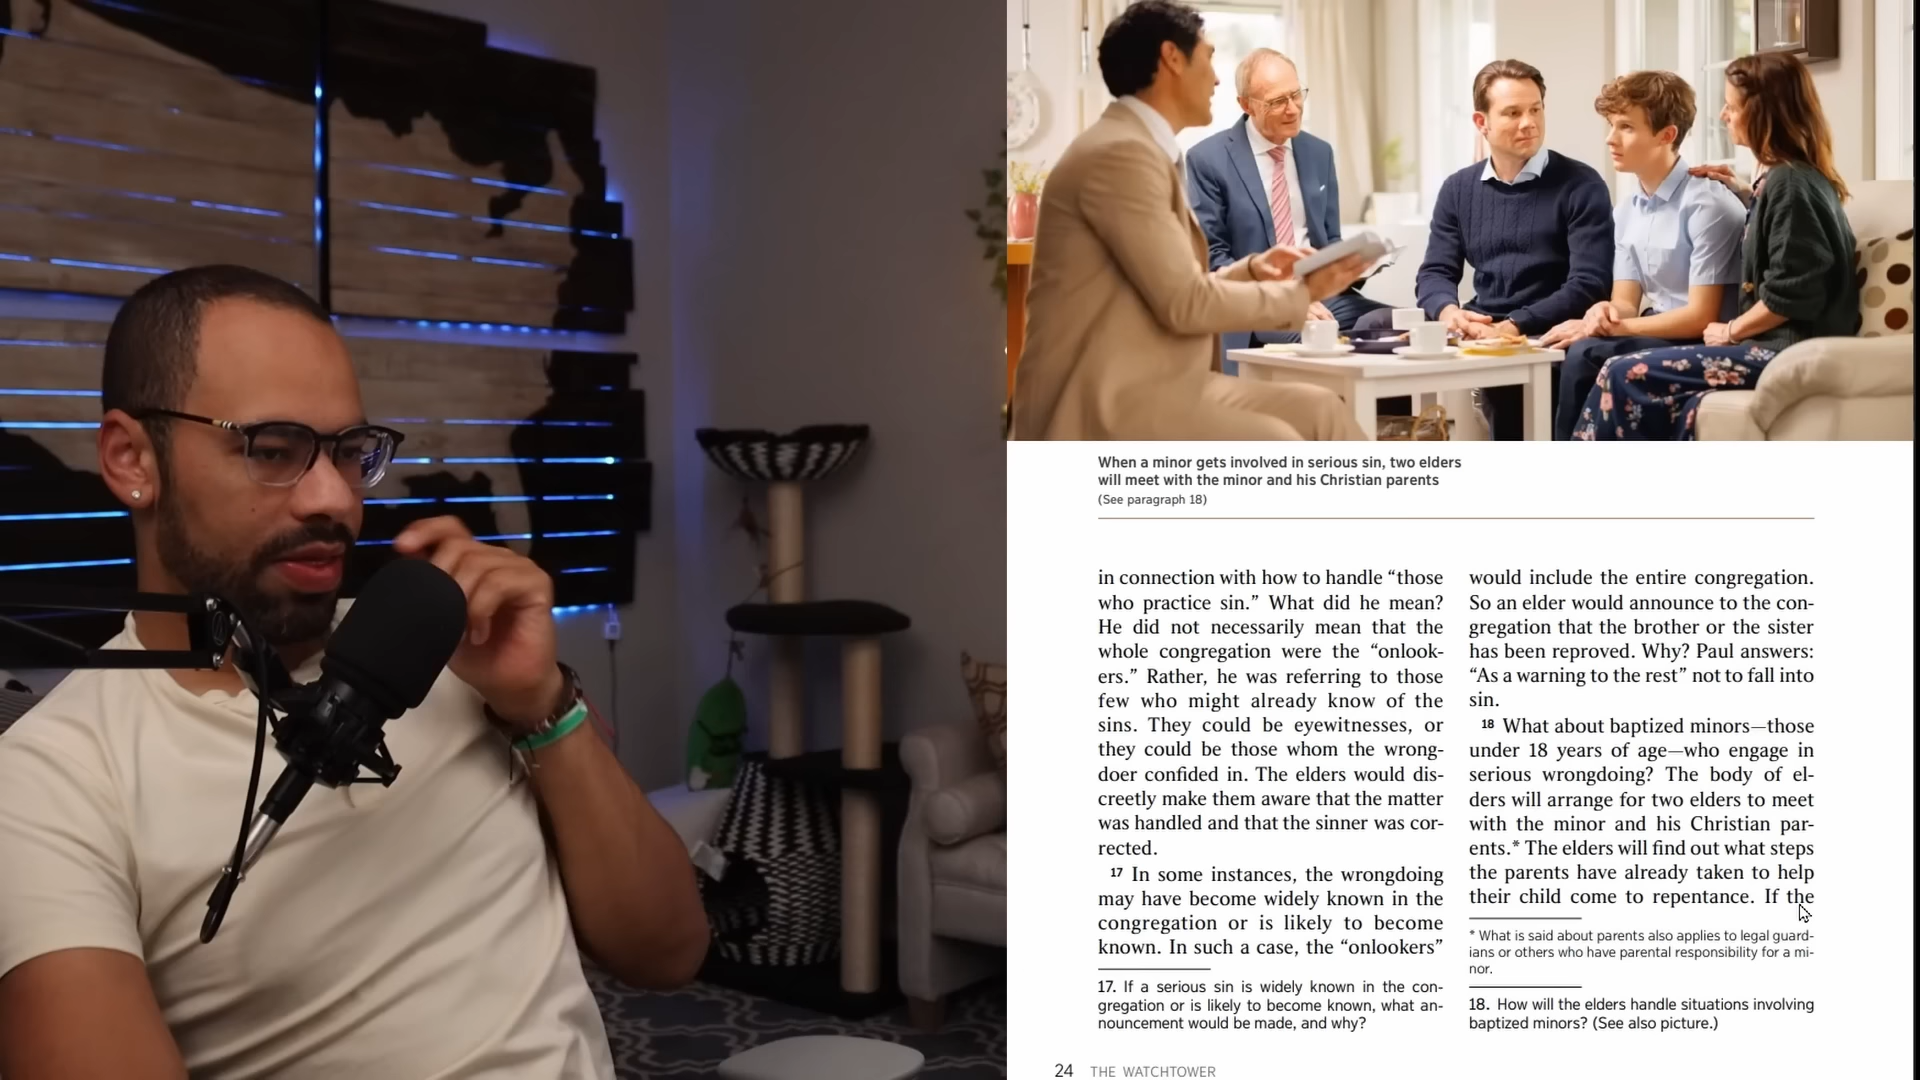 When a minor gets involved in serious sin, two elders
will meet with the minor and his Christian parents
(See paragraph 18)
in connection with how to handle “those
who practice sin.” What did he mean?
He did not necessarily mean that the
whole congregation were the “onlook-
ers.” Rather, he was referring to those
few who might already know of the
sins. They could be eyewitnesses, or
they could be those whom the wrong-
doer confided in. The elders would dis-
creetly make them aware that the matter
was handled and that the sinner was cor-
rected.
17 In some instances, the wrongdoing
may have become widely known in the
congregation or is likely to become
known. In such a case, the “onlookers”
17. If a serious sin is widely known in the con-
gregation or is likely to become known, what an-
nouncement would be made, and why?
would include the entire congregation.
So an elder would announce to the con-
gregation that the brother or the sister
has been reproved. Why? Paul answers:
“As a warning to the rest” not to fall into
sin.
18 What about baptized minors—those
under 18 years of age—who engage in
serious wrongdoing? The body of el-
ders will arrange for two elders to meet
with the minor and his Christian par-
ents.* The elders will find out what steps
the parents have already taken to help
their child come to repentance. If the
* What is said about parents also applies to legal guard-
ians or others who have parental responsibility for a mi-
nor.
18. How will the elders handle situations involving
baptized minors? (See also picture.)
24 THE WATCHTOWER